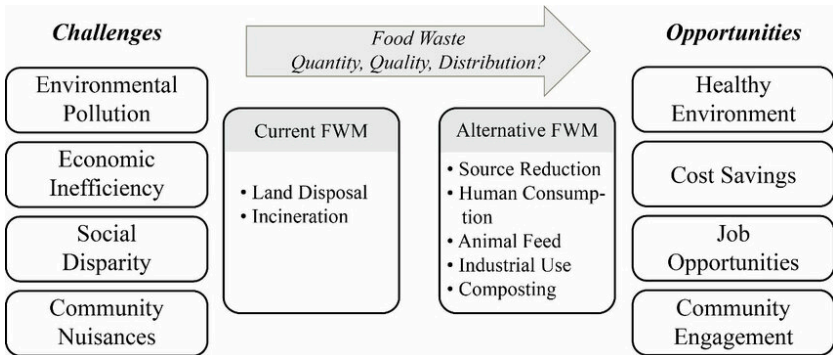 Challenges
Environmental
Pollution
Economic
Inefficiency
Social
Disparity
Community
Nuisances
Food Waste
Quantity, Quality, Distribution?
Current FWM
• Land Disposal
• Incineration
Alternative FWM
• Source Reduction
• Human Consump-
tion
• Animal Feed
• Industrial Use
• Composting
Opportunities
Healthy
Environment
Cost Savings
Job
Opportunities
Community
Engagement